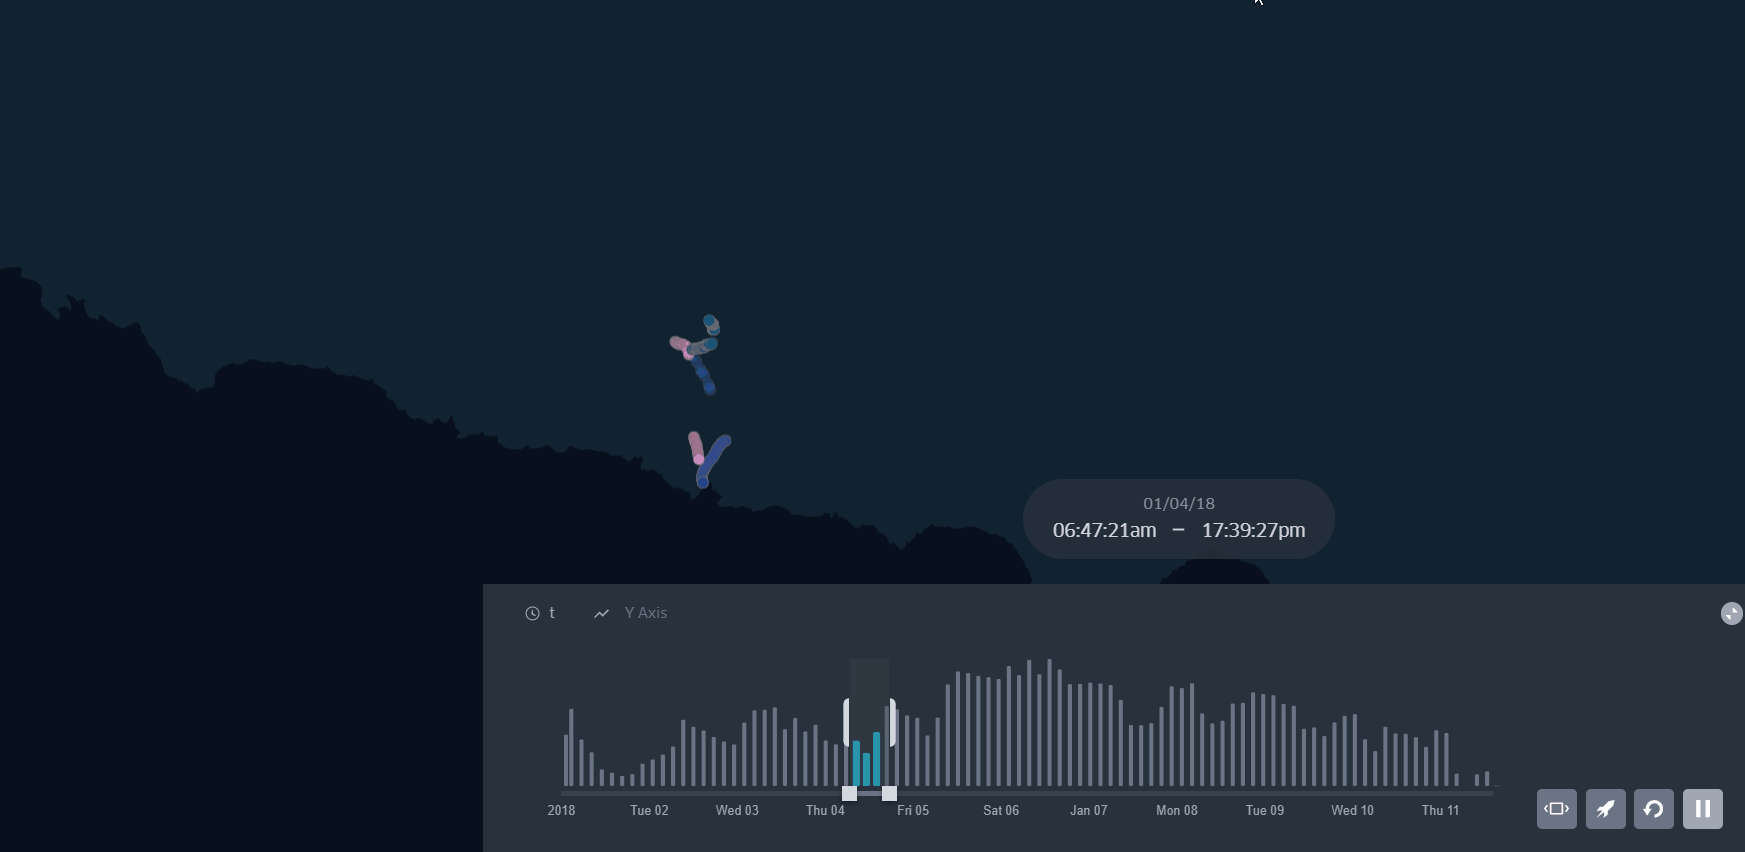 01/04/18
06:47:21am – 17:39:27pm
t Y Axis
2018 Tue 02 Wed 03 Thu 04 Fri 05 Sat 06 Jan 07 Mon 08 Tue 09 Wed 10 Thu 11